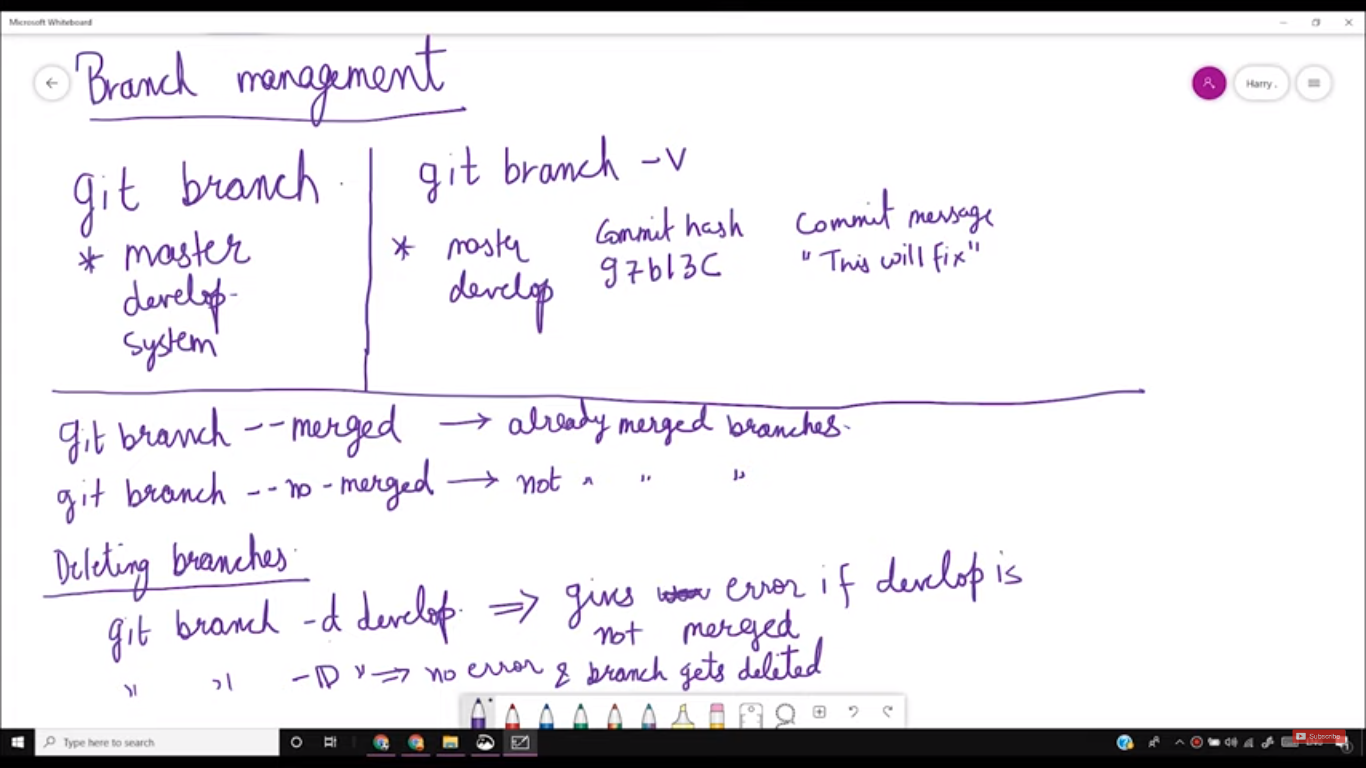 Microsoft Whiteboard
Branch management
Harry .
git branch
* master
develop
system
git branch -v
* master
develop
Commit hash
97b13C
Commit message
"This will fix"
git branch --merged → already merged branches.
git branch --no-merged → not " " "
Deleting branches
git branch -d develop ⇒ gives error if develop is
not merged
" " -D " ⇒ no error & branch gets deleted
Type here to search
Subscribe